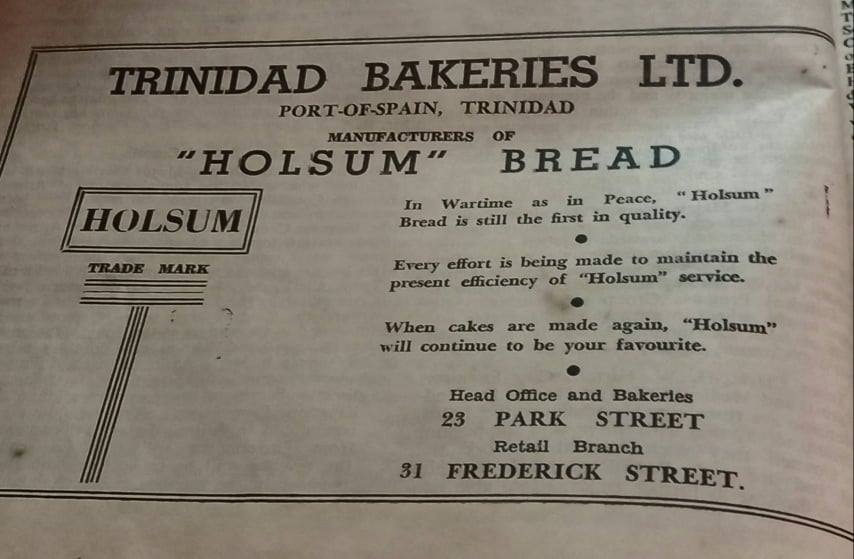 TRINIDAD BAKERIES LTD.
PORT-OF-SPAIN, TRINIDAD
MANUFACTURERS OF
"HOLSUM" BREAD
HOLSUM
TRADE MARK
In Wartime as in Peace, "Holsum"
Bread is still the first in quality.
Every effort is being made to maintain the
present efficiency of "Holsum" service.
When cakes are made again, "Holsum"
will continue to be your favourite.
Head Office and Bakeries
23 PARK STREET
Retail Branch
31 FREDERICK STREET.